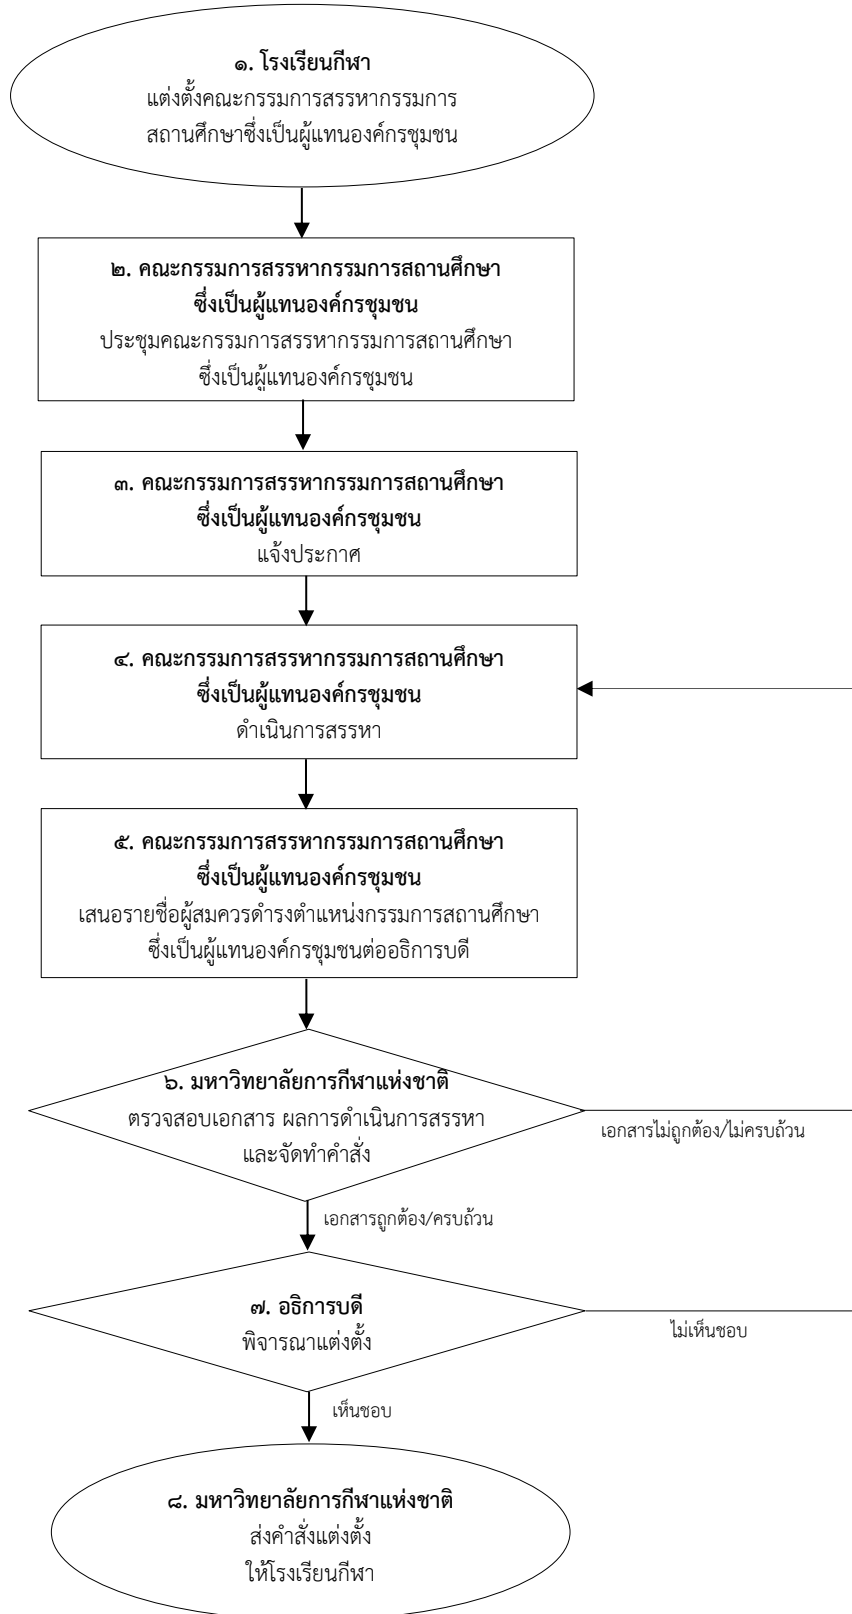 ๑. โรงเรียนกีฬา
แต่งตั้งคณะกรรมการสรรหากรรมการ
สถานศึกษาซึ่งเป็นผู้แทนองค์กรชุมชน
๒. คณะกรรมการสรรหากรรมการสถานศึกษา
ซึ่งเป็นผู้แทนองค์กรชุมชน
ประชุมคณะกรรมการสรรหากรรมการสถานศึกษา
ซึ่งเป็นผู้แทนองค์กรชุมชน
๓. คณะกรรมการสรรหากรรมการสถานศึกษา
ซึ่งเป็นผู้แทนองค์กรชุมชน
แจ้งประกาศ
๔. คณะกรรมการสรรหากรรมการสถานศึกษา
ซึ่งเป็นผู้แทนองค์กรชุมชน
ดำเนินการสรรหา
๕. คณะกรรมการสรรหากรรมการสถานศึกษา
ซึ่งเป็นผู้แทนองค์กรชุมชน
เสนอรายชื่อผู้สมควรดำรงตำแหน่งกรรมการสถานศึกษา
ซึ่งเป็นผู้แทนองค์กรชุมชนต่ออธิการบดี
๖. มหาวิทยาลัยการกีฬาแห่งชาติ
ตรวจสอบเอกสาร ผลการดำเนินการสรรหา
และจัดทำคำสั่ง
เอกสารไม่ถูกต้อง/ไม่ครบถ้วน
เอกสารถูกต้อง/ครบถ้วน
๗. อธิการบดี
พิจารณาแต่งตั้ง
ไม่เห็นชอบ
เห็นชอบ
๘. มหาวิทยาลัยการกีฬาแห่งชาติ
ส่งคำสั่งแต่งตั้ง
ให้โรงเรียนกีฬา